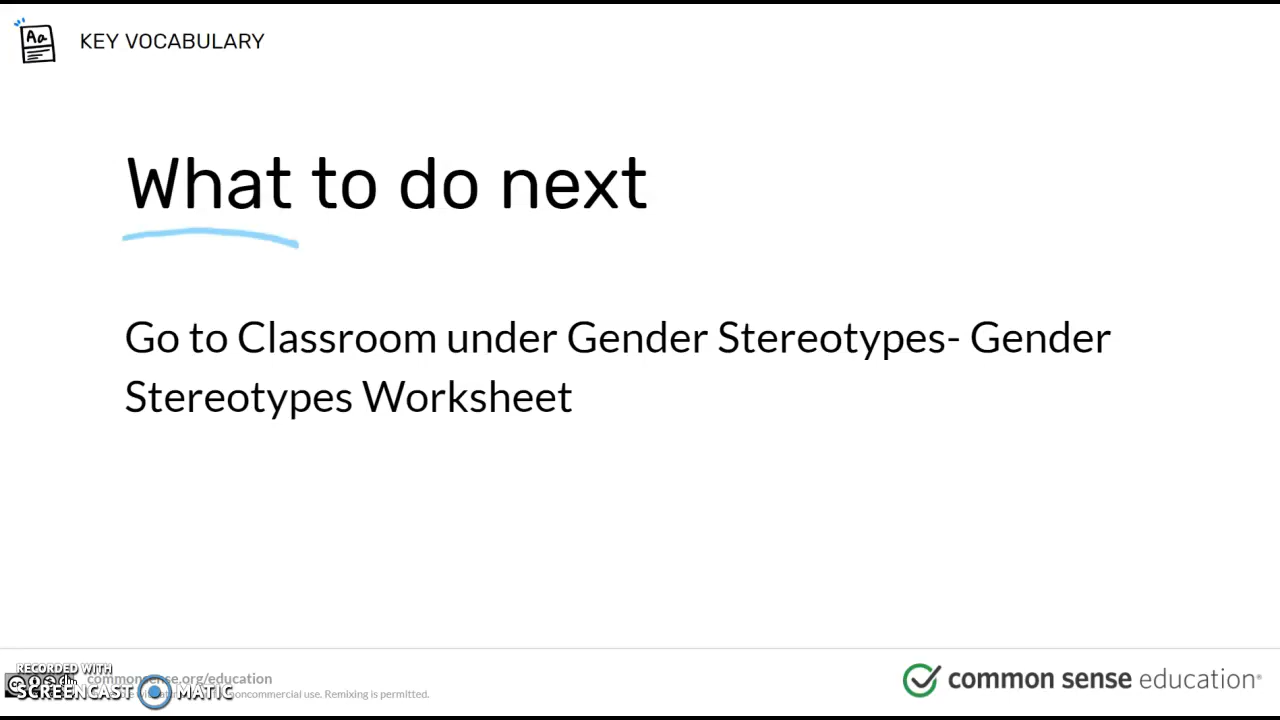 Aa
KEY VOCABULARY
What to do next
Go to Classroom under Gender Stereotypes- Gender
Stereotypes Worksheet
RECORDED WITH
SCREENCAST MATIC
commonsense.org/education
noncommercial use. Remixing is permitted.
common sense education®